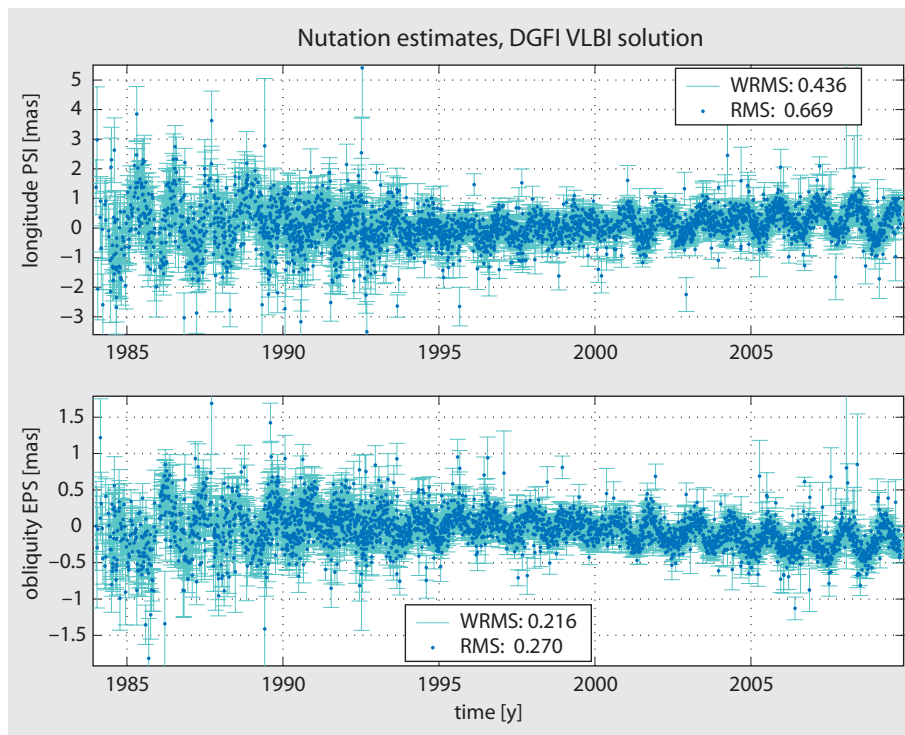 Nutation estimates, DGFI VLBI solution
longitude PSI [mas]
5
4
3
2
1
0
−1
−2
−3
WRMS: 0.436
RMS: 0.669
1985 1990 1995 2000 2005
obliquity EPS [mas]
1.5
1
0.5
0
−0.5
−1
−1.5
WRMS: 0.216
RMS: 0.270
1985 1990 1995 2000 2005
time [y]